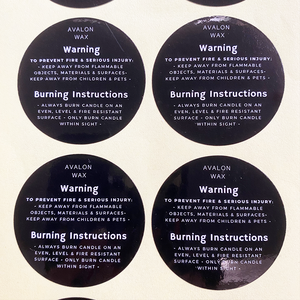 AVALON
WAX
Warning
TO PREVENT FIRE & SERIOUS INJURY:
• KEEP AWAY FROM FLAMMABLE
OBJECTS, MATERIALS & SURFACES•
KEEP AWAY FROM CHILDREN & PETS •
Burning Instructions
• ALWAYS BURN CANDLE ON AN
EVEN, LEVEL & FIRE RESISTANT
SURFACE • ONLY BURN CANDLE
WITHIN SIGHT •
AVALON
WAX
Warning
TO PREVENT FIRE & SERIOUS INJURY:
• KEEP AWAY FROM FLAMMABLE
OBJECTS, MATERIALS & SURFACES•
KEEP AWAY FROM CHILDREN & PETS •
Burning Instructions
• ALWAYS BURN CANDLE ON AN
EVEN, LEVEL & FIRE RESISTANT
SURFACE • ONLY BURN CANDLE
WITHIN SIGHT •
AVALON
WAX
Warning
TO PREVENT FIRE & SERIOUS INJURY:
• KEEP AWAY FROM FLAMMABLE
OBJECTS, MATERIALS & SURFACES•
KEEP AWAY FROM CHILDREN & PETS •
Burning Instructions
• ALWAYS BURN CANDLE ON AN
EVEN, LEVEL & FIRE RESISTANT
SURFACE • ONLY BURN CANDLE
WITHIN SIGHT •
AVALON
WAX
Warning
TO PREVENT FIRE & SERIOUS INJURY:
• KEEP AWAY FROM FLAMMABLE
OBJECTS, MATERIALS & SURFACES•
KEEP AWAY FROM CHILDREN & PETS •
Burning Instructions
• ALWAYS BURN CANDLE ON AN
EVEN, LEVEL & FIRE RESISTANT
SURFACE • ONLY BURN CANDLE
WITHIN SIGHT •